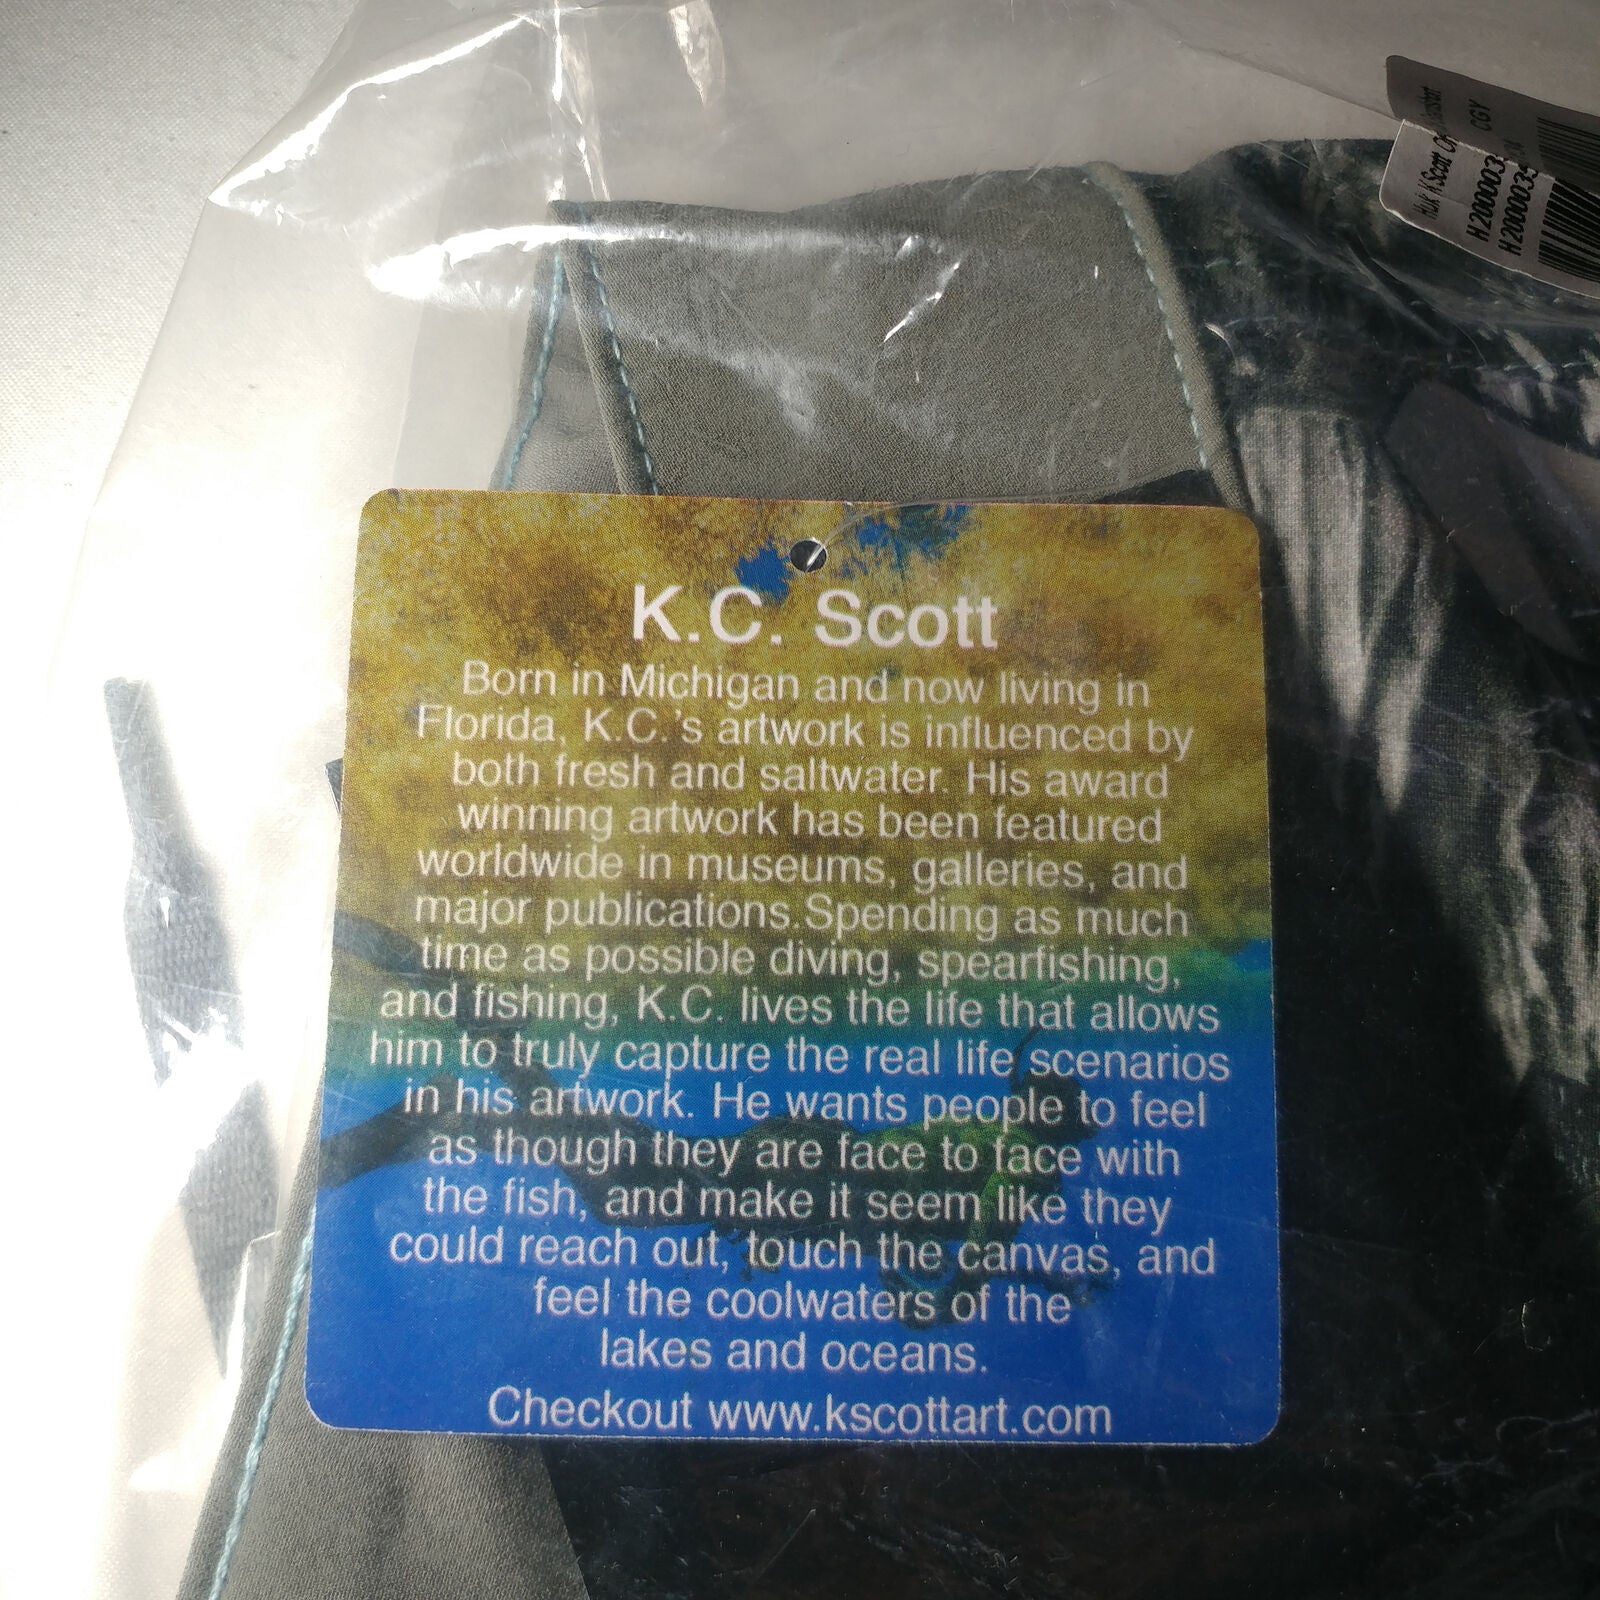 Huk K Scott
CGY
H200003
H2000035
K.C. Scott
Born in Michigan and now living in
Florida, K.C.'s artwork is influenced by
both fresh and saltwater. His award
winning artwork has been featured
worldwide in museums, galleries, and
major publications.Spending as much
time as possible diving, spearfishing,
and fishing, K.C. lives the life that allows
him to truly capture the real life scenarios
in his artwork. He wants people to feel
as though they are face to face with
the fish, and make it seem like they
could reach out, touch the canvas, and
feel the coolwaters of the
lakes and oceans.
Checkout www.kscottart.com